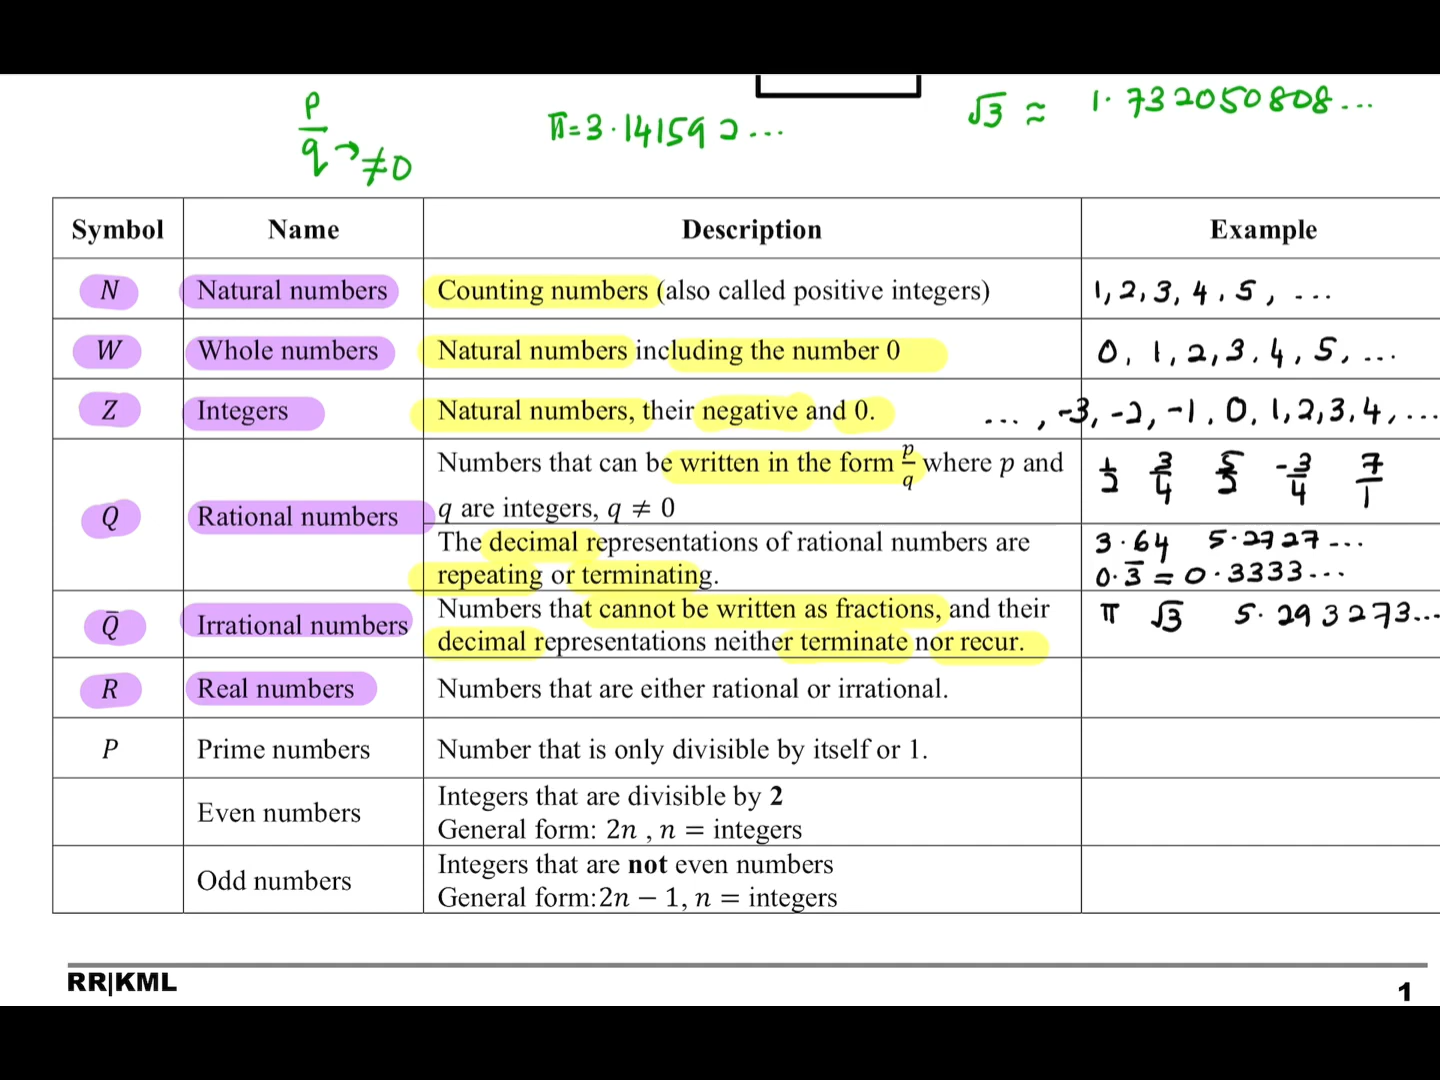 p
q → ≠0
π = 3.141592...
√3 ≈ 1.732050808...
Symbol Name Description Example
N Natural numbers Counting numbers (also called positive integers) 1, 2, 3, 4, 5, ...
W Whole numbers Natural numbers including the number 0 0, 1, 2, 3, 4, 5, ...
Z Integers Natural numbers, their negative and 0. ..., -3, -2, -1, 0, 1, 2, 3, 4, ...
Q Rational numbers
Numbers that can be written in the form p/q where p and
q are integers, q ≠ 0
1/2 3/4 5/2 -3/4 7/1
The decimal representations of rational numbers are
repeating or terminating.
3.64 5.2727...
0.3̅ = 0.3333...
Q̅ Irrational numbers
Numbers that cannot be written as fractions, and their
decimal representations neither terminate nor recur.
π √3 5.293273...
R Real numbers Numbers that are either rational or irrational.
P Prime numbers Number that is only divisible by itself or 1.
Even numbers
Integers that are divisible by 2
General form: 2n , n = integers
Odd numbers
Integers that are not even numbers
General form:2n − 1, n = integers
RR|KML
1